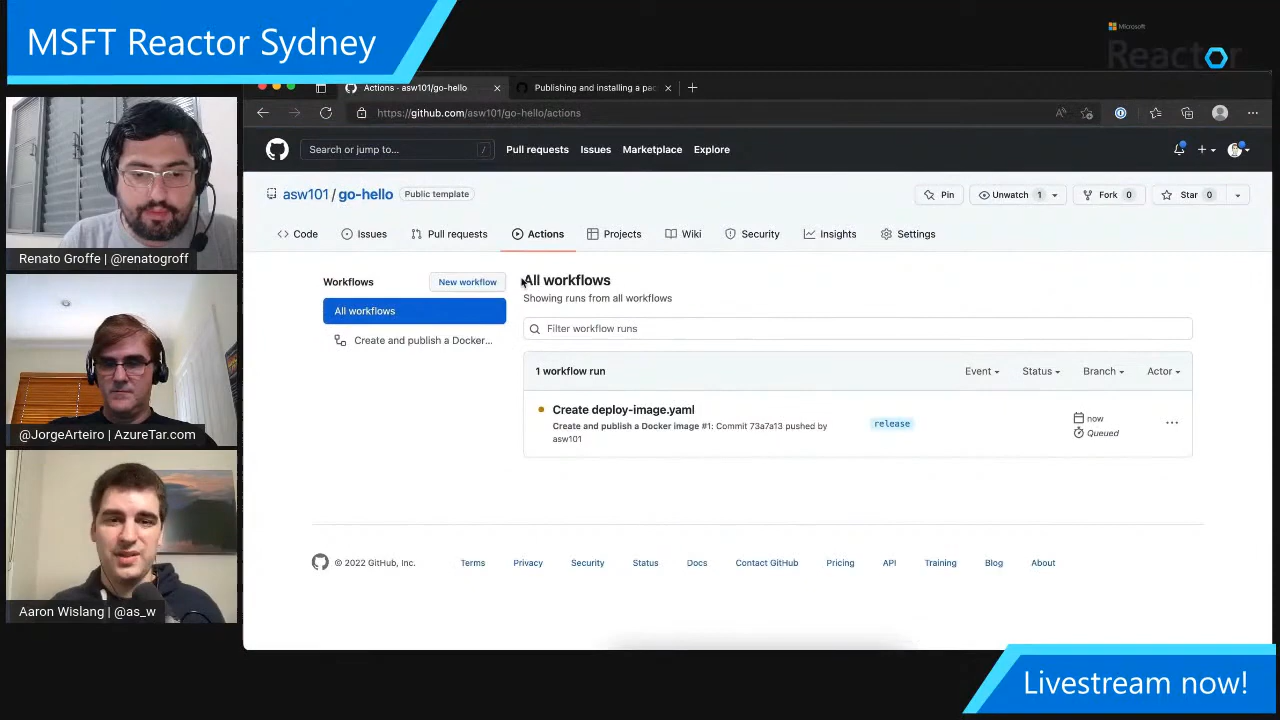 MSFT Reactor Sydney
Microsoft
Reactor
Renato Groffe | @renatogroff
@JorgeArteiro | AzureTar.com
Aaron Wislang | @as_w
Actions · asw101/go-hello
Publishing and installing a pac
https://github.com/asw101/go-hello/actions
Search or jump to... /
Pull requests Issues Marketplace Explore
asw101 / go-hello Public template
Pin Unwatch 1 Fork 0 Star 0
Code Issues Pull requests Actions Projects Wiki Security Insights Settings
Workflows New workflow
All workflows
Create and publish a Docker...
All workflows
Showing runs from all workflows
Filter workflow runs
1 workflow run Event Status Branch Actor
Create deploy-image.yaml
Create and publish a Docker image #1: Commit 73a7a13 pushed by
asw101
release
now
Queued
© 2022 GitHub, Inc. Terms Privacy Security Status Docs Contact GitHub Pricing API Training Blog About
Livestream now!